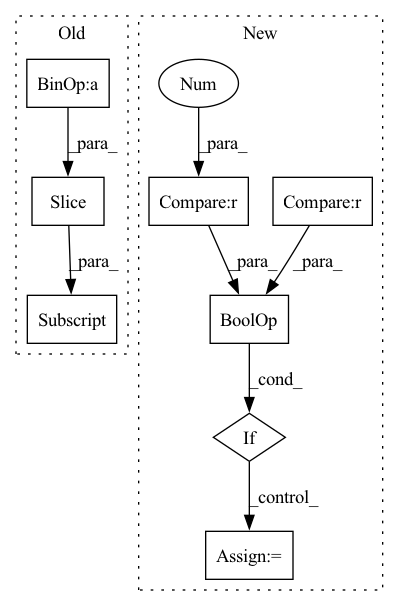 Old
New
BinOp:a
Num
_para_
_para_
Slice
Compare:r
Compare:r
_para_
_para_
_para_
Subscript
BoolOp
_cond_
If
_control_
Assign:=